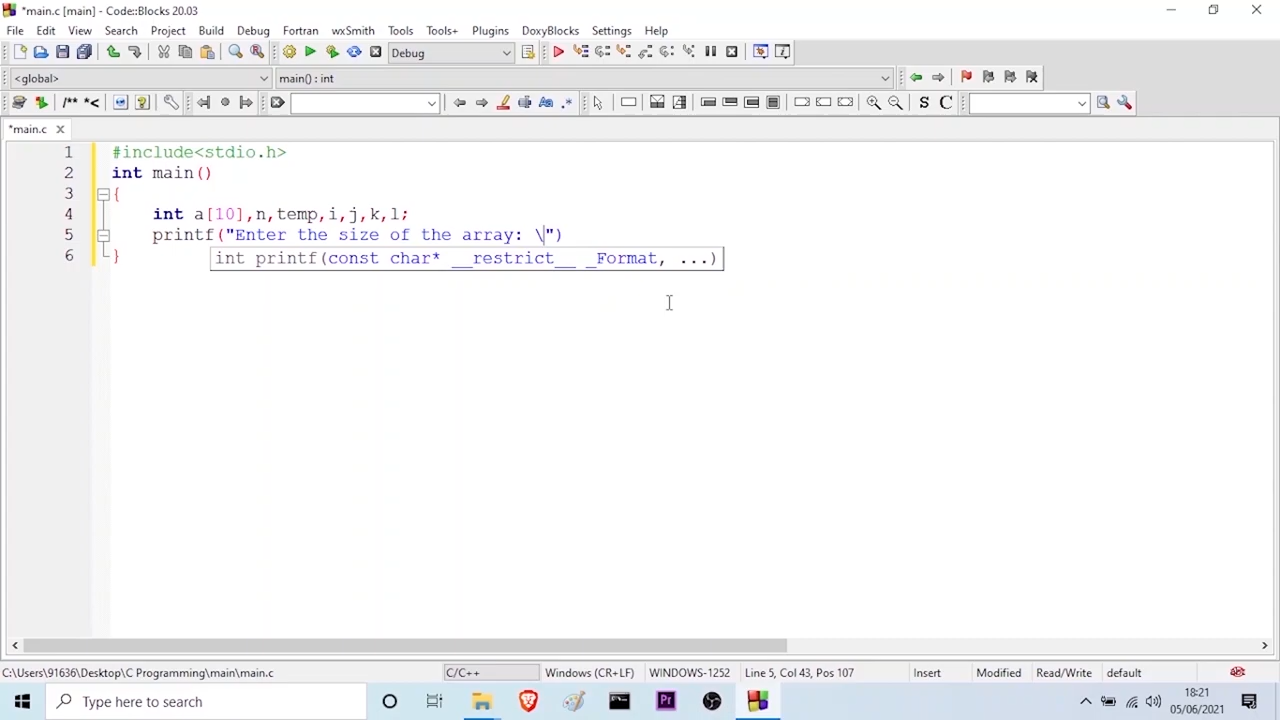 *main.c [main] - Code::Blocks 20.03
File Edit View Search Project Build Debug Fortran wxSmith Tools Tools+ Plugins DoxyBlocks Settings Help
Debug
<global> main() : int
/** *< S C
*main.c
1 #include<stdio.h>
2 int main()
3 {
4 int a[10],n,temp,i,j,k,l;
5 printf("Enter the size of the array: \")
6 }
int printf(const char* __restrict__ _Format, ...)
C:\Users\91636\Desktop\C Programming\main\main.c C/C++ Windows (CR+LF) WINDOWS-1252 Line 5, Col 43, Pos 107 Insert Modified Read/Write default
Type here to search Pr 18:21
05/06/2021